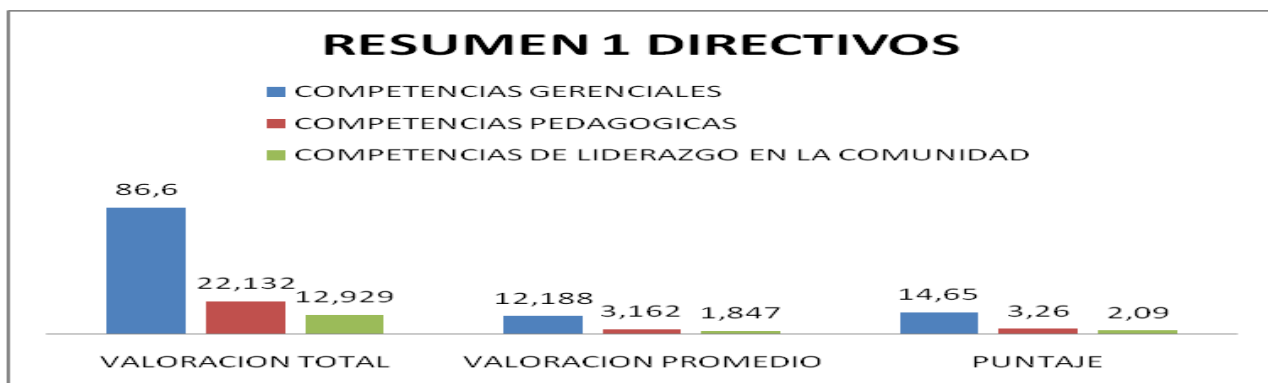 RESUMEN 1 DIRECTIVOS
COMPETENCIAS GERENCIALES
COMPETENCIAS PEDAGOGICAS
COMPETENCIAS DE LIDERAZGO EN LA COMUNIDAD
86,6
22,132
12,929
12,188
3,162
1,847
14,65
3,26
2,09
VALORACION TOTAL
VALORACION PROMEDIO
PUNTAJE